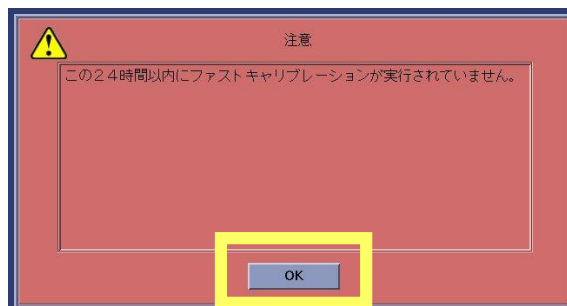 注意
この２４時間以内にファストキャリブレーションが実行されていません。
OK